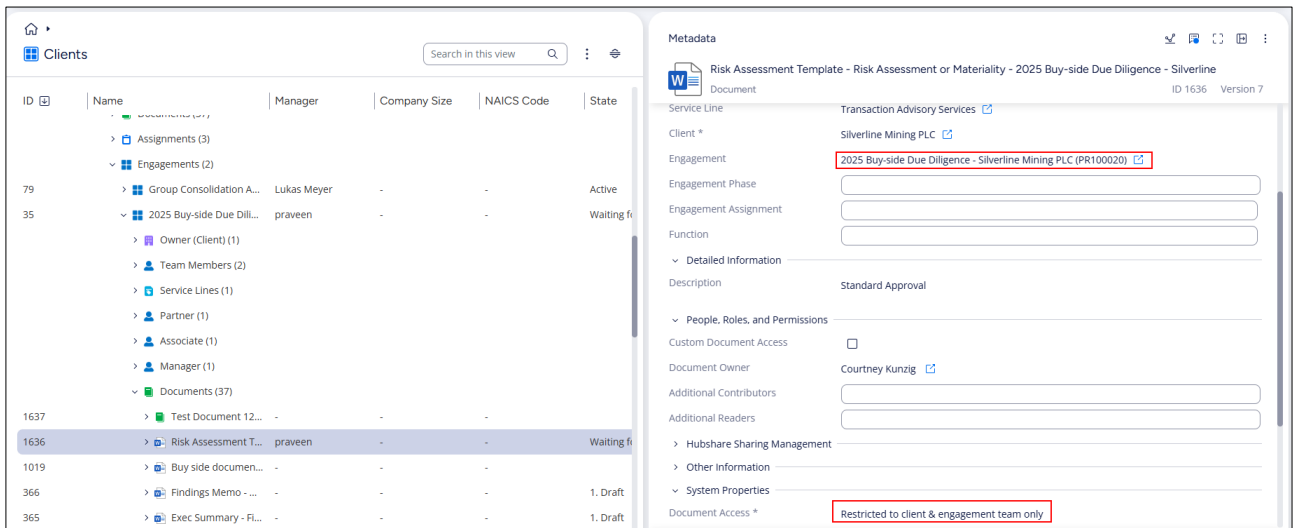 Clients
Search in this view
ID Name Manager Company Size NAICS Code State
Documents (37)
Assignments (3)
Engagements (2)
79 Group Consolidation A... Lukas Meyer - - Active
35 2025 Buy-side Due Dili... praveen - - Waiting fo
Owner (Client) (1)
Team Members (2)
Service Lines (1)
Partner (1)
Associate (1)
Manager (1)
Documents (37)
1637 Test Document 12... - - -
1636 Risk Assessment T... praveen - - Waiting fo
1019 Buy side documen... - - -
366 Findings Memo - ... - - - 1. Draft
365 Exec Summary - Fi... - - - 1. Draft
Metadata
W
Risk Assessment Template - Risk Assessment or Materiality - 2025 Buy-side Due Diligence - Silverline
Document ID 1636 Version 7
Service Line Transaction Advisory Services
Client * Silverline Mining PLC
Engagement 2025 Buy-side Due Diligence - Silverline Mining PLC (PR100020)
Engagement Phase
Engagement Assignment
Function
Detailed Information
Description Standard Approval
People, Roles, and Permissions
Custom Document Access
Document Owner Courtney Kunzig
Additional Contributors
Additional Readers
Hubshare Sharing Management
Other Information
System Properties
Document Access * Restricted to client & engagement team only